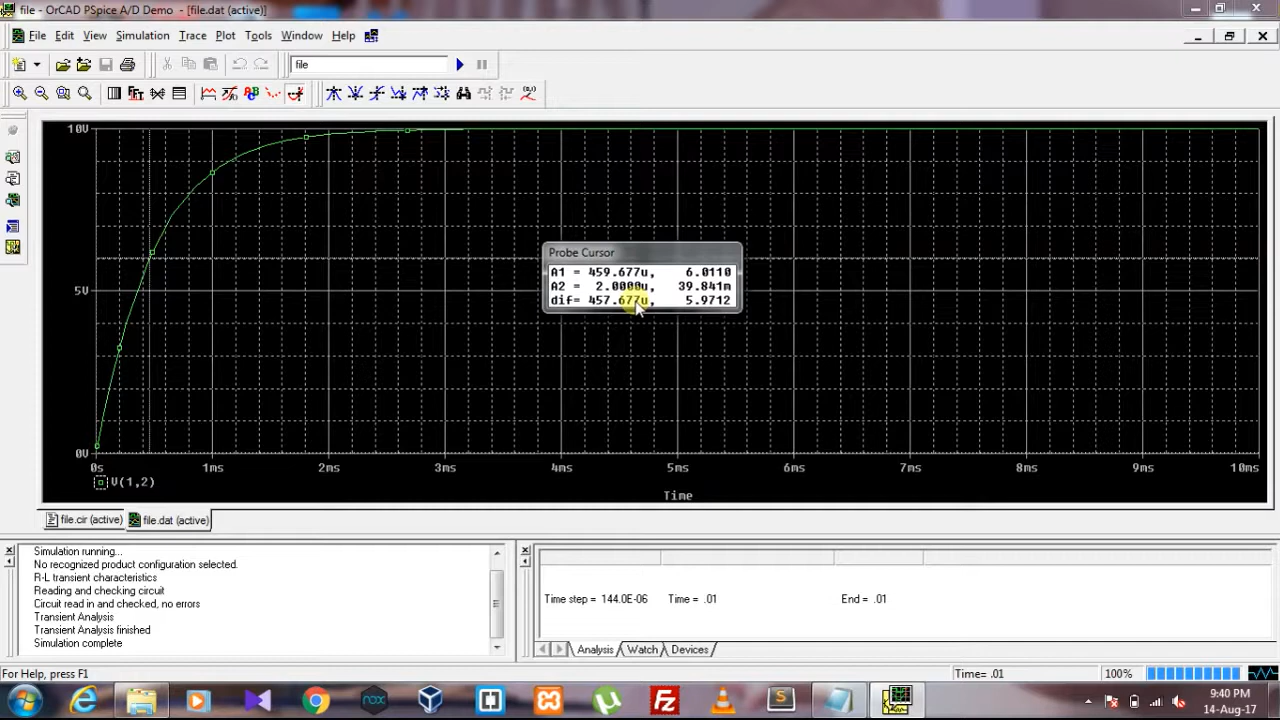 file - OrCAD PSpice A/D Demo - [file.dat (active)]
File Edit View Simulation Trace Plot Tools Window Help
file
10V
5V
0V
Probe Cursor
A1 = 459.677u, 6.0110
A2 = 2.0000u, 39.841m
dif= 457.677u, 5.9712
0s 1ms 2ms 3ms 4ms 5ms 6ms 7ms 8ms 9ms 10ms
V(1,2)
Time
file.cir (active) file.dat (active)
Simulation running...
No recognized product configuration selected.
R-L transient characteristics
Reading and checking circuit
Circuit read in and checked, no errors
Transient Analysis
Transient Analysis finished
Simulation complete
Time step = 144.0E-06 Time = .01 End = .01
Analysis Watch Devices
For Help, press F1 Time= .01 100%
9:40 PM
14-Aug-17